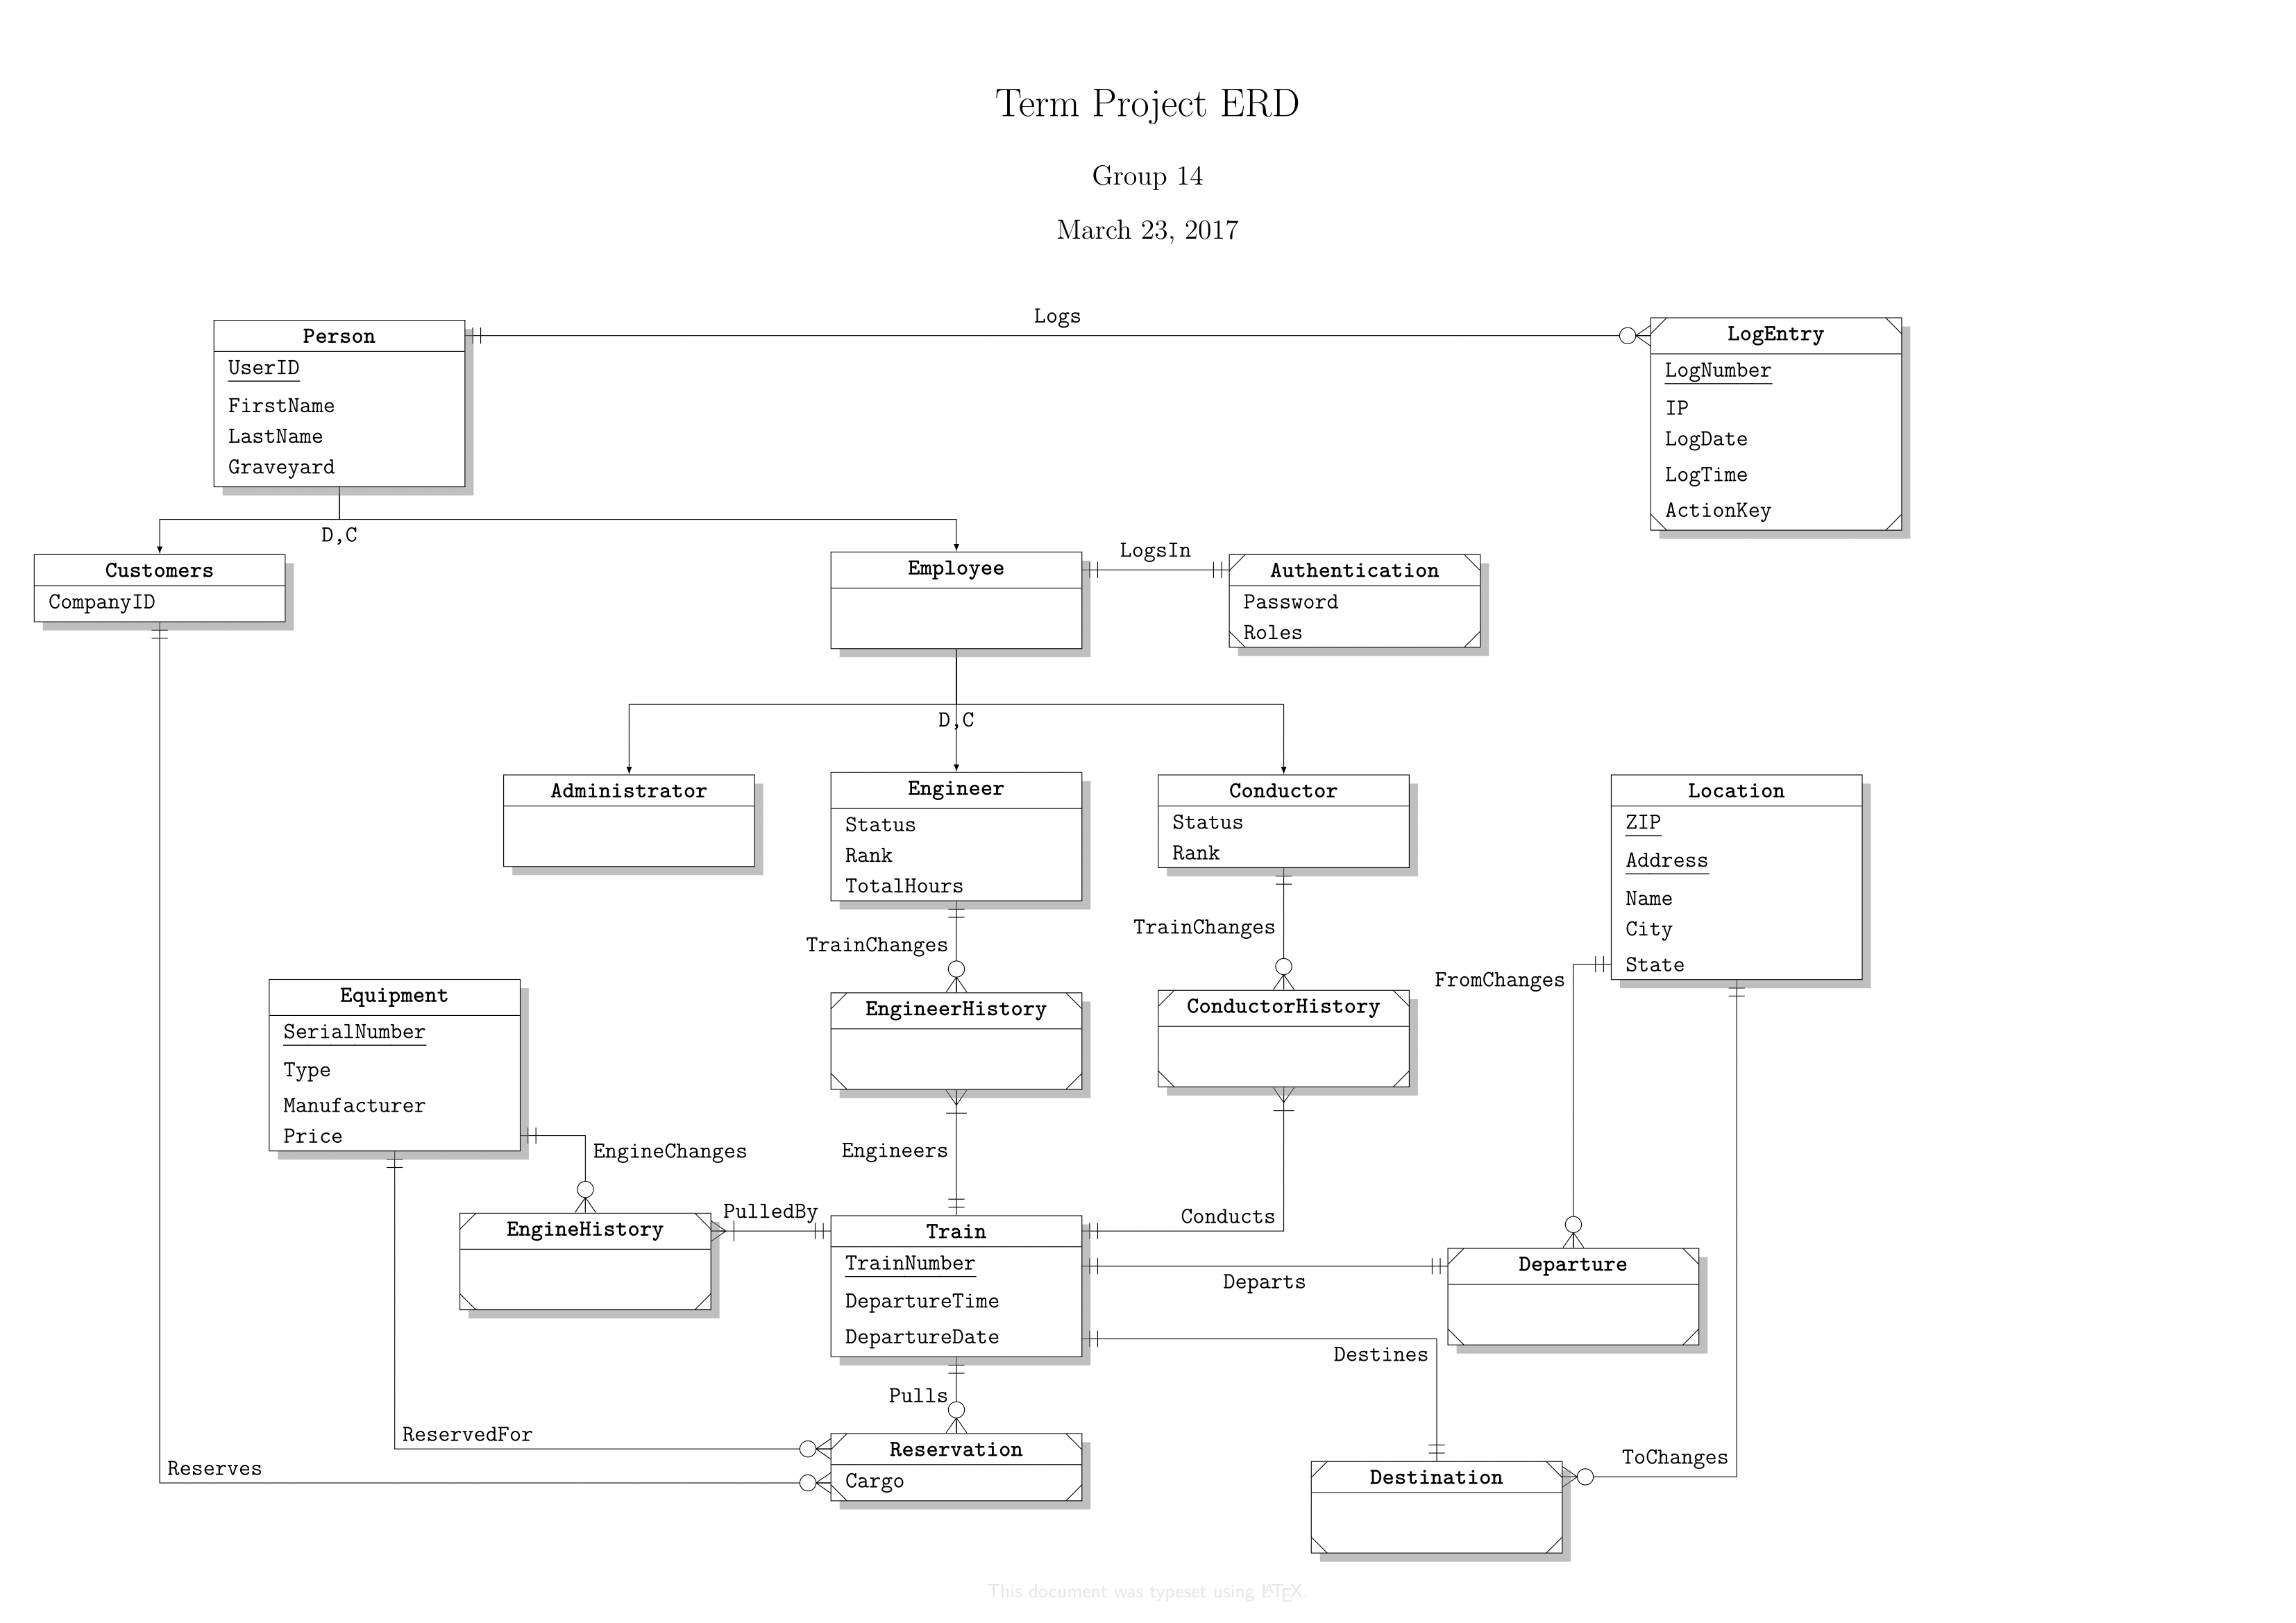 Term Project ERD
Group 14
March 23, 2017
Logs
Person
UserID
FirstName
LastName
Graveyard
LogEntry
LogNumber
IP
LogDate
LogTime
ActionKey
D,C
Customers
CompanyID
Employee
LogsIn
Authentication
Password
Roles
D,C
Administrator
Engineer
Status
Rank
TotalHours
Conductor
Status
Rank
Location
ZIP
Address
Name
City
State
TrainChanges
TrainChanges
FromChanges
Equipment
SerialNumber
Type
Manufacturer
Price
EngineerHistory
ConductorHistory
EngineChanges
Engineers
EngineHistory
PulledBy
Conducts
Train
TrainNumber
DepartureTime
DepartureDate
Departs
Departure
Destines
Pulls
ReservedFor
Reserves
Reservation
Cargo
ToChanges
Destination
This document was typeset using LATEX.